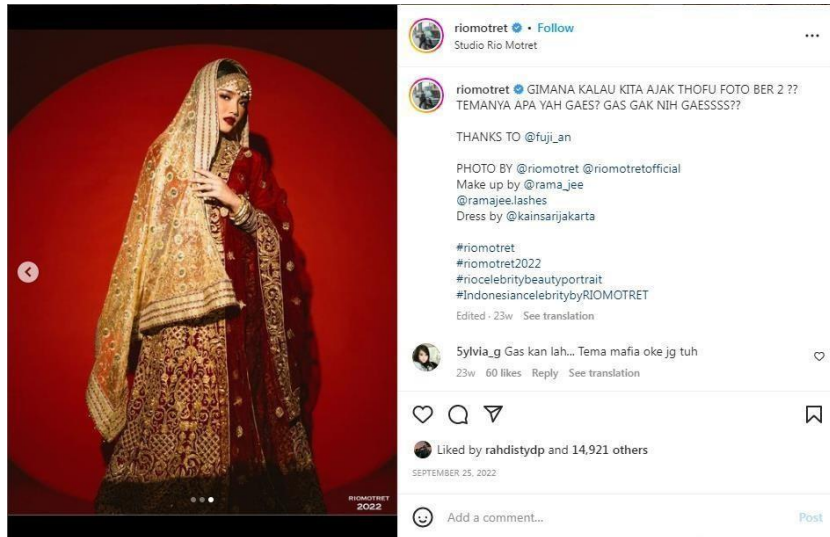 riomotret • Follow
Studio Rio Motret
riomotret GIMANA KALAU KITA AJAK THOFU FOTO BER 2 ??
TEMANYA APA YAH GAES? GAS GAK NIH GAESSSS??
THANKS TO @fuji_an
PHOTO BY @riomotret @riomotretofficial
Make up by @rama_jee
@ramajee.lashes
Dress by @kainsarijakarta
#riomotret
#riomotret2022
#riocelebritybeautyportrait
#IndonesiancelebritybyRIOMOTRET
Edited · 23w See translation
5ylvia_g Gas kan lah... Tema mafia oke jg tuh
23w 60 likes Reply See translation
Liked by rahdistydp and 14,921 others
SEPTEMBER 25, 2022
Add a comment... Post
RIOMOTRET
2022